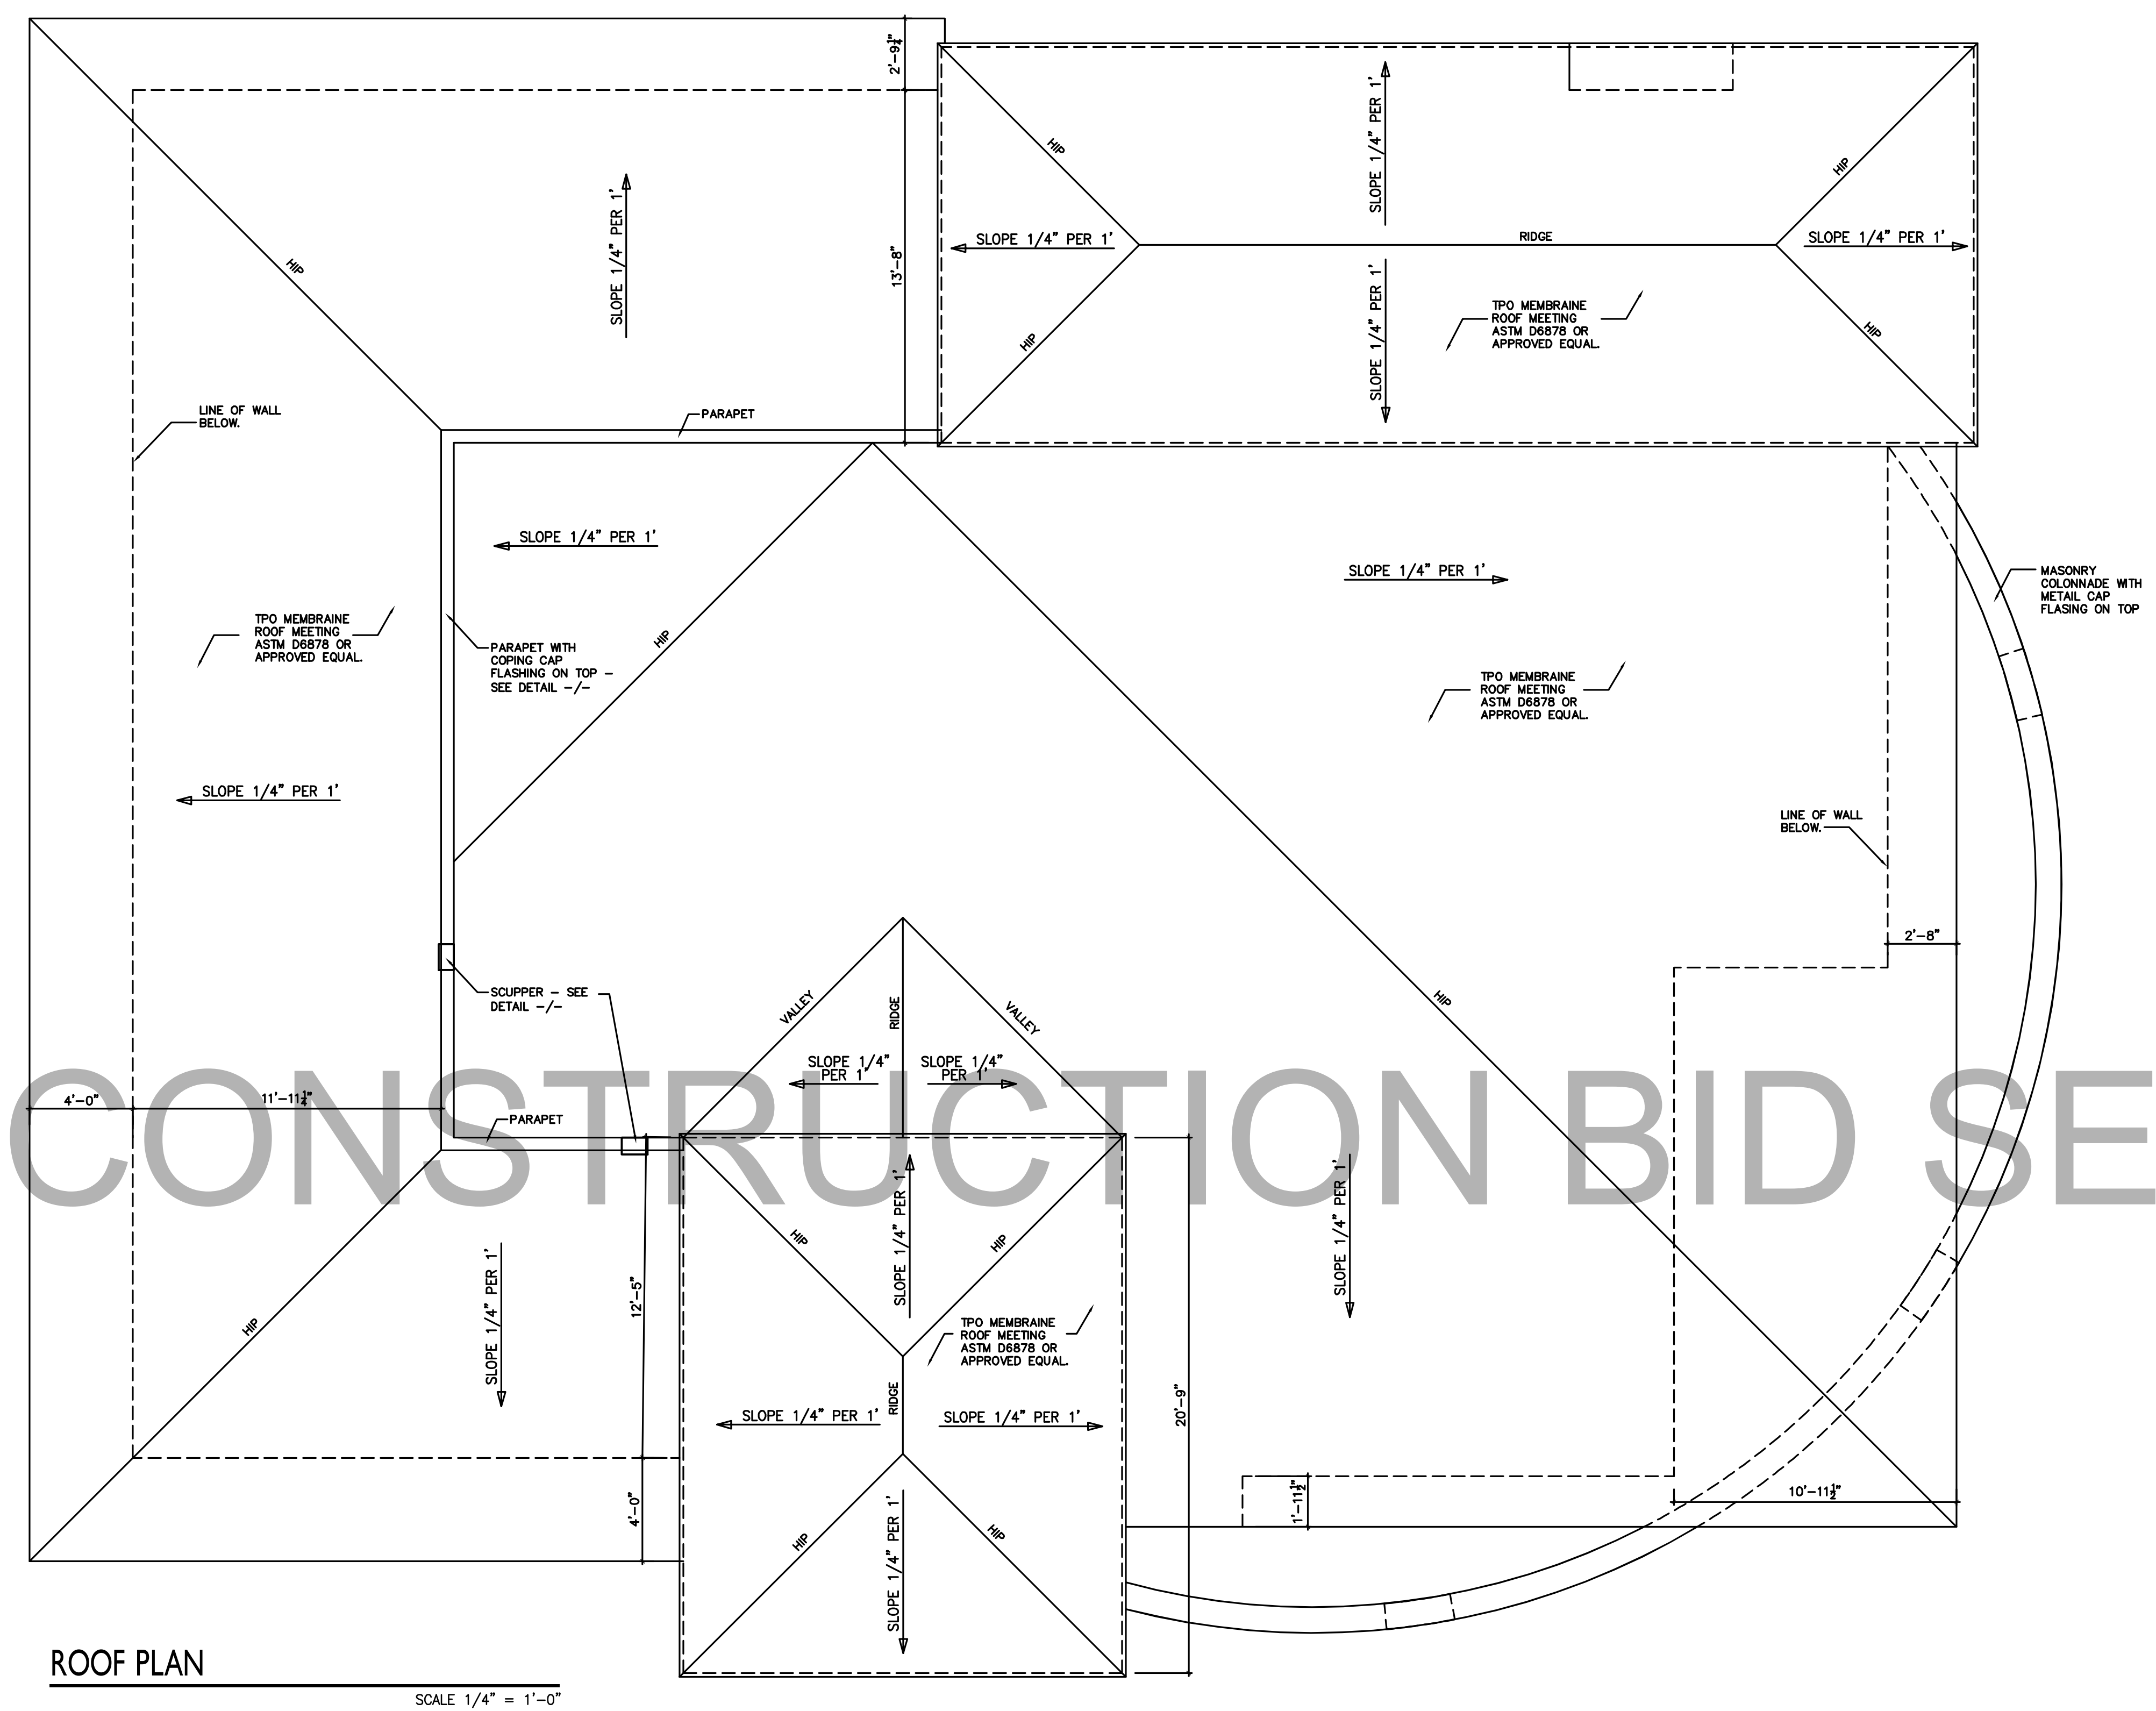 2'-9 1/4"
HIP
SLOPE 1/4" PER 1'
HIP
SLOPE 1/4" PER 1'
13'-8"
SLOPE 1/4" PER 1'
RIDGE
SLOPE 1/4" PER 1'
HIP
SLOPE 1/4" PER 1'
TPO MEMBRAINE
ROOF MEETING
ASTM D6878 OR
APPROVED EQUAL.
HIP
HIP
HIP
LINE OF WALL
BELOW.
PARAPET
SLOPE 1/4" PER 1'
SLOPE 1/4" PER 1'
MASONRY
COLONNADE WITH
METAIL CAP
FLASING ON TOP
TPO MEMBRAINE
ROOF MEETING
ASTM D6878 OR
APPROVED EQUAL.
HIP
PARAPET WITH
COPING CAP
FLASHING ON TOP -
SEE DETAIL -/-
TPO MEMBRAINE
ROOF MEETING
ASTM D6878 OR
APPROVED EQUAL.
SLOPE 1/4" PER 1'
LINE OF WALL
BELOW.
2'-8"
SCUPPER - SEE
DETAIL -/-
VALLEY
RIDGE
VALLEY
HIP
SLOPE 1/4"
PER 1'
SLOPE 1/4"
PER 1'
4'-0"
11'-11 1/4"
PARAPET
CONSTRUCTION BID SE
SLOPE 1/4" PER 1'
SLOPE 1/4" PER 1'
HIP
HIP
HIP
SLOPE 1/4" PER 1'
12'-5"
TPO MEMBRAINE
ROOF MEETING
ASTM D6878 OR
APPROVED EQUAL.
RIDGE
SLOPE 1/4" PER 1'
SLOPE 1/4" PER 1'
20'-9"
4'-0"
HIP
SLOPE 1/4" PER 1'
HIP
1'-11 1/2"
10'-11 1/2"
ROOF PLAN
SCALE 1/4" = 1'-0"